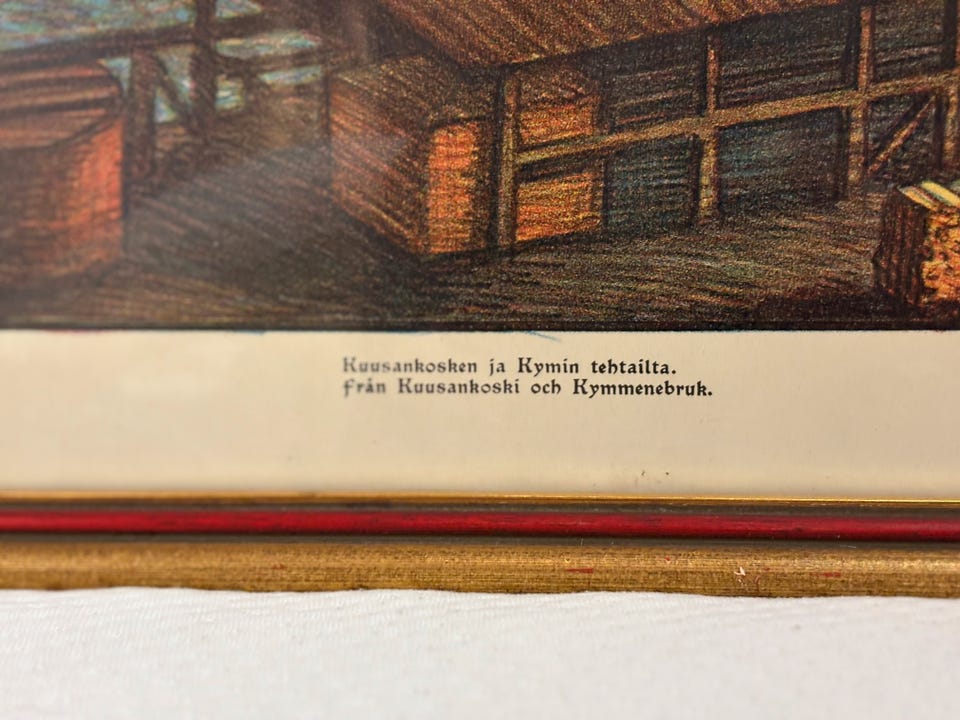 Kuusankosken ja Kymin tehtailta.
Från Kuusankoski och Kymmenebruk.